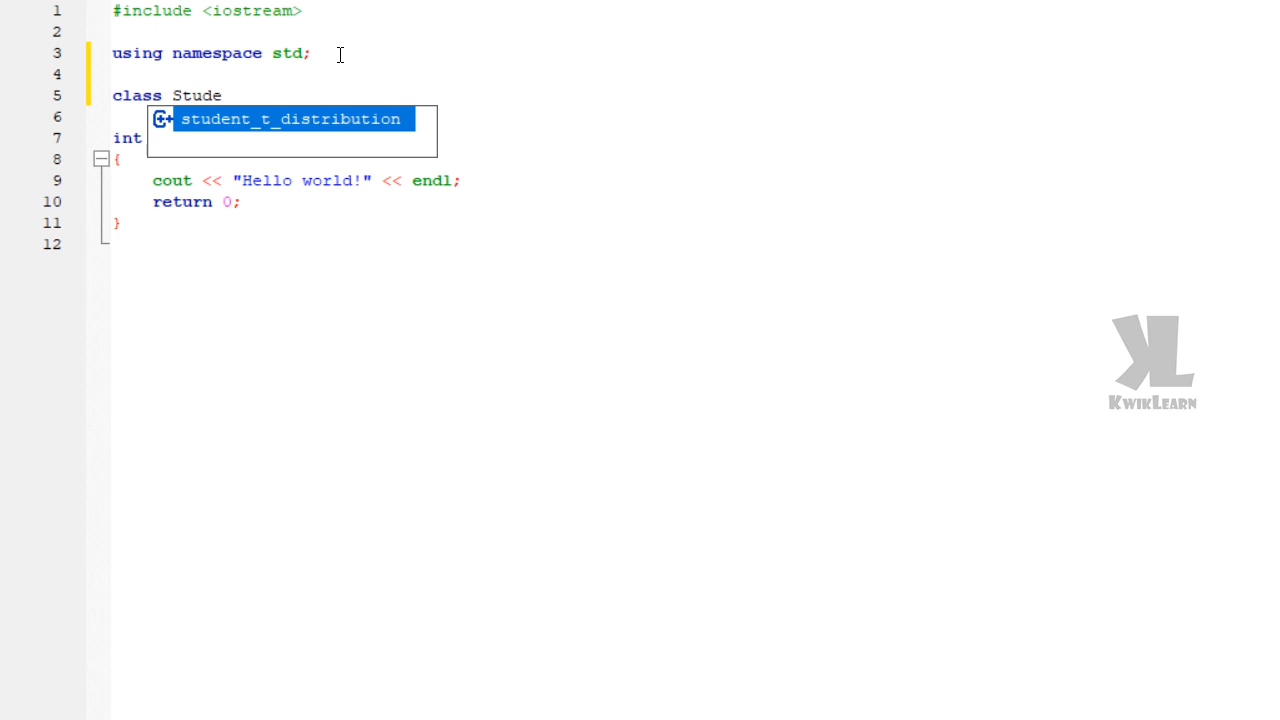 1 #include <iostream>
2
3 using namespace std;
4
5 class Stude
6 student_t_distribution
7 int
8 {
9 cout << "Hello world!" << endl;
10 return 0;
11 }
12
KL
KWIKLEARN